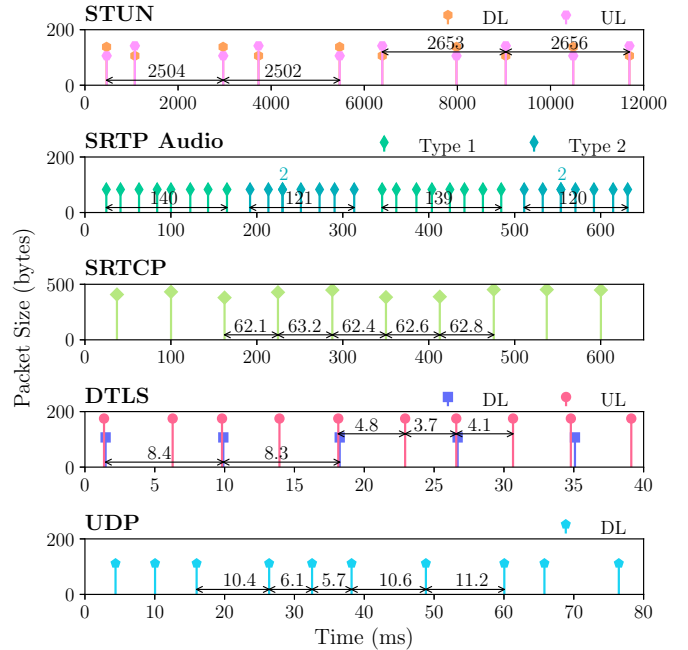 STUN DL UL
200
2504 2502 2653 2656
0
0 2000 4000 6000 8000 10000 12000
SRTP Audio Type 1 Type 2
200
2 2
140 121 139 120
0
0 100 200 300 400 500 600
SRTCP
500
62.1 63.2 62.4 62.6 62.8
0
0 100 200 300 400 500 600
Packet Size (bytes)
DTLS DL UL
200
4.8 3.7 4.1
8.4 8.3
0
0 5 10 15 20 25 30 35 40
UDP DL
200
10.4 6.1 5.7 10.6 11.2
0
0 10 20 30 40 50 60 70 80
Time (ms)